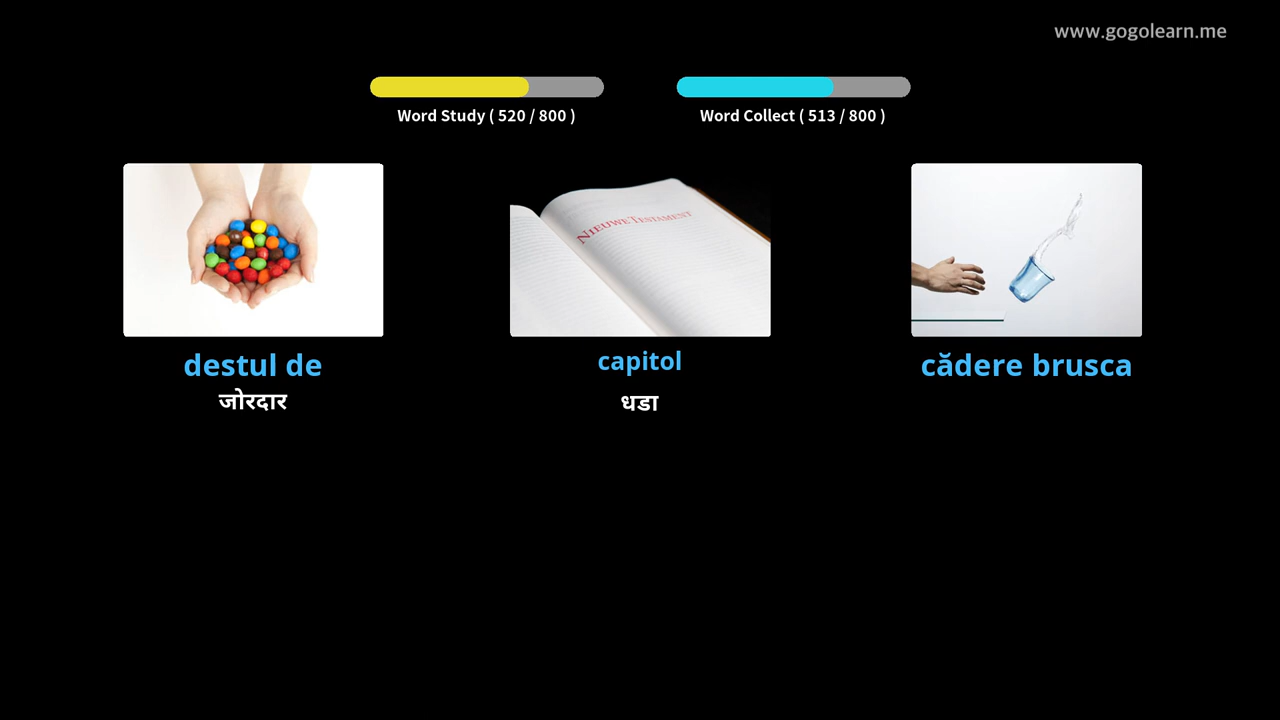 www.gogolearn.me
Word Study ( 520 / 800 )
Word Collect ( 513 / 800 )
NIEUWE TESTAMENT
destul de
जोरदार
capitol
धडा
cădere brusca